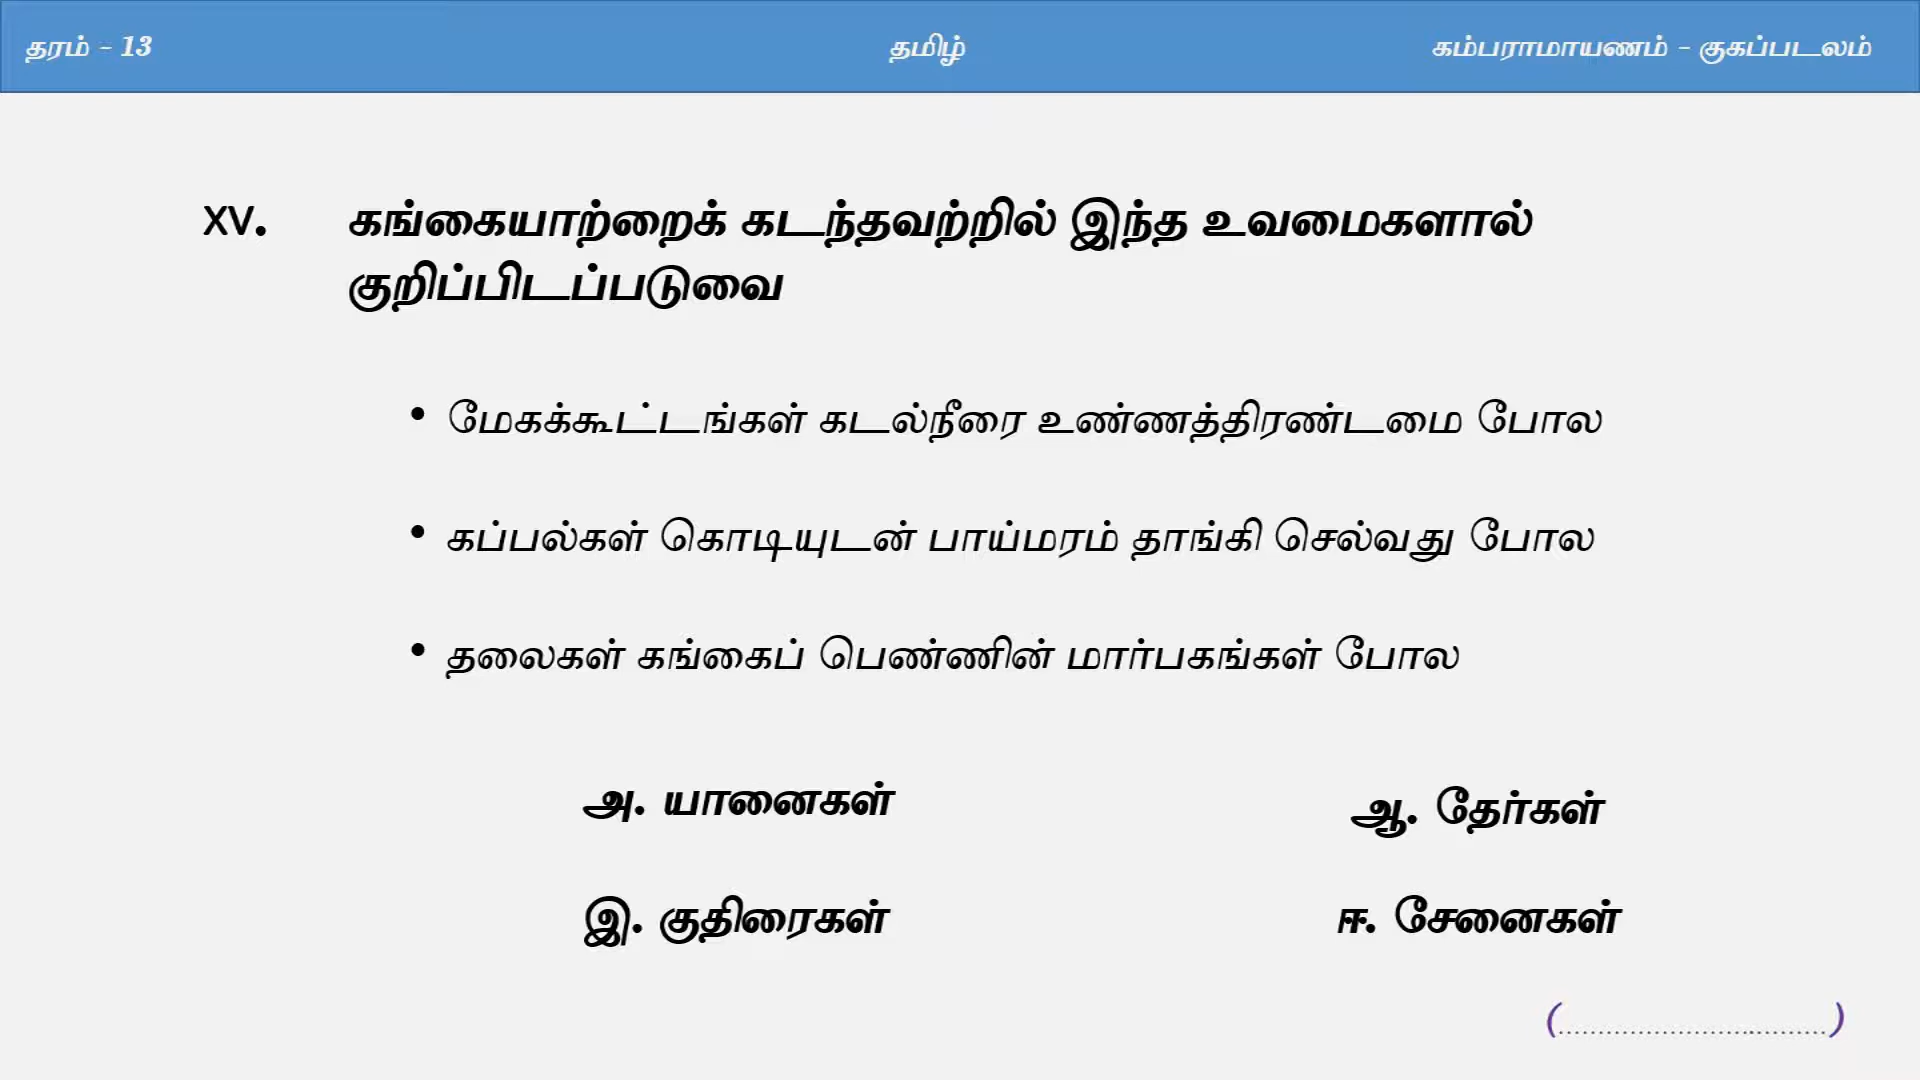 தரம் - 13
தமிழ்
கம்பராமாயணம் - குகப்படலம்
XV. கங்கையாற்றைக் கடந்தவற்றில் இந்த உவமைகளால்
குறிப்பிடப்படுவை
• மேகக்கூட்டங்கள் கடல்நீரை உண்ணத்திரண்டமை போல
• கப்பல்கள் கொடியுடன் பாய்மரம் தாங்கி செல்வது போல
• தலைகள் கங்கைப் பெண்ணின் மார்பகங்கள் போல
அ. யானைகள்
ஆ. தேர்கள்
இ. குதிரைகள்
ஈ. சேனைகள்
(...........................)